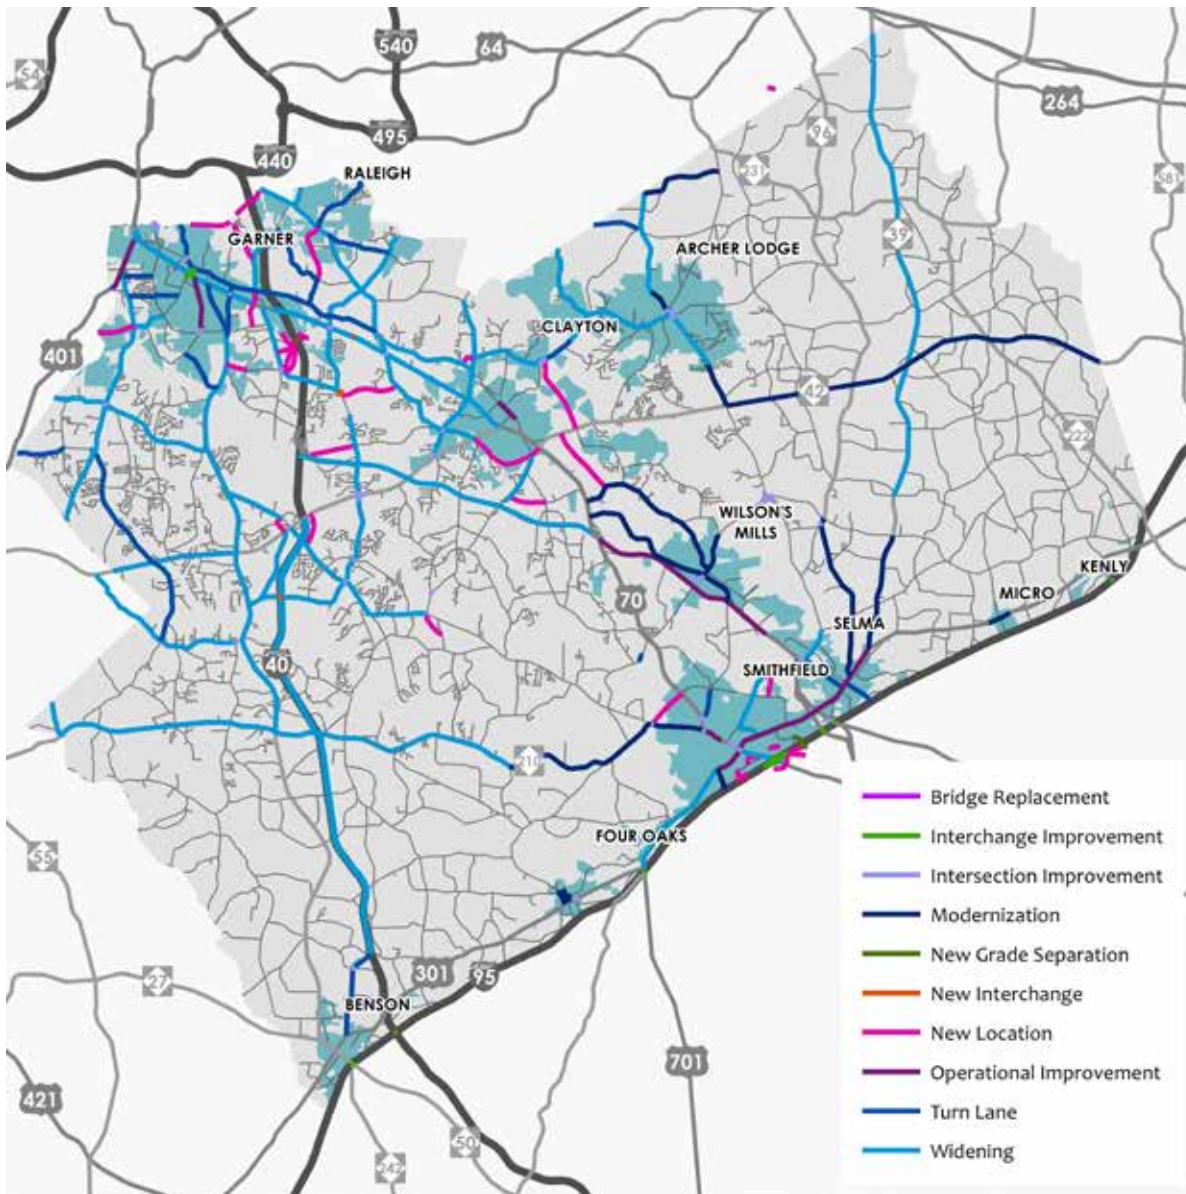 540
64
54
264
96
495
440
231
581
RALEIGH
39
GARNER
ARCHER LODGE
CLAYTON
401
42
222
WILSON'S
MILLS
KENLY
70
MICRO
SELMA
40
SMITHFIELD
210
Bridge Replacement
FOUR OAKS
Interchange Improvement
55
Intersection Improvement
Modernization
New Grade Separation
301
95
27
New Interchange
BENSON
New Location
701
Operational Improvement
421
Turn Lane
50
Widening
242